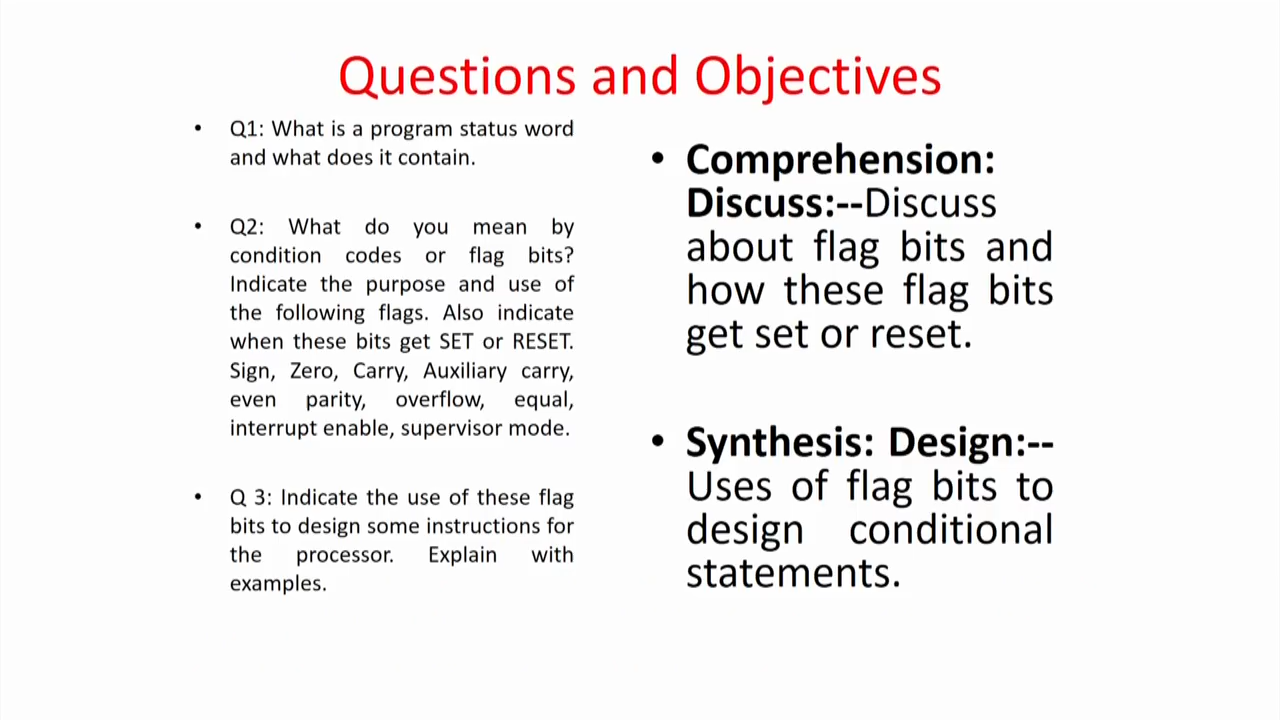 Questions and Objectives
• Q1: What is a program status word
and what does it contain.
• Q2: What do you mean by
condition codes or flag bits?
Indicate the purpose and use of
the following flags. Also indicate
when these bits get SET or RESET.
Sign, Zero, Carry, Auxiliary carry,
even parity, overflow, equal,
interrupt enable, supervisor mode.
• Q 3: Indicate the use of these flag
bits to design some instructions for
the processor. Explain with
examples.
• Comprehension:
Discuss:--Discuss
about flag bits and
how these flag bits
get set or reset.
• Synthesis: Design:--
Uses of flag bits to
design conditional
statements.